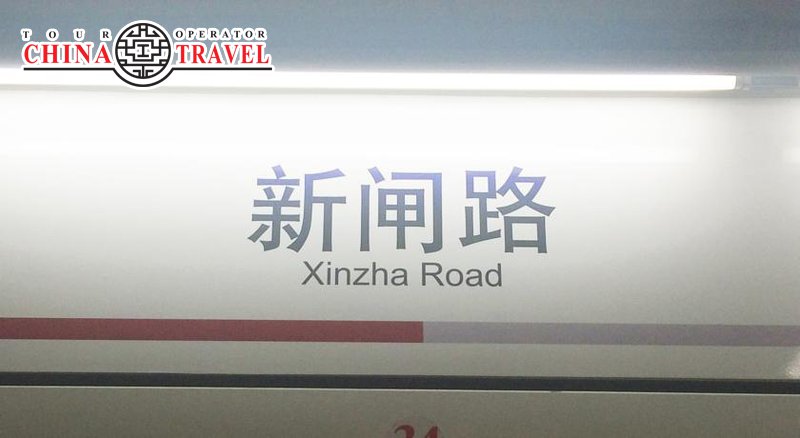 TOUR OPERATOR
CHINA TRAVEL
新闸路
Xinzha Road